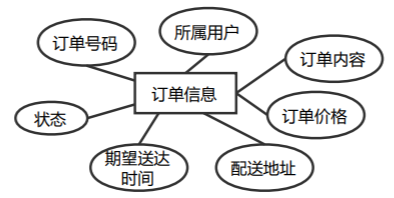 所属用户
订单号码
订单内容
订单信息
订单价格
状态
期望送达
时间
配送地址